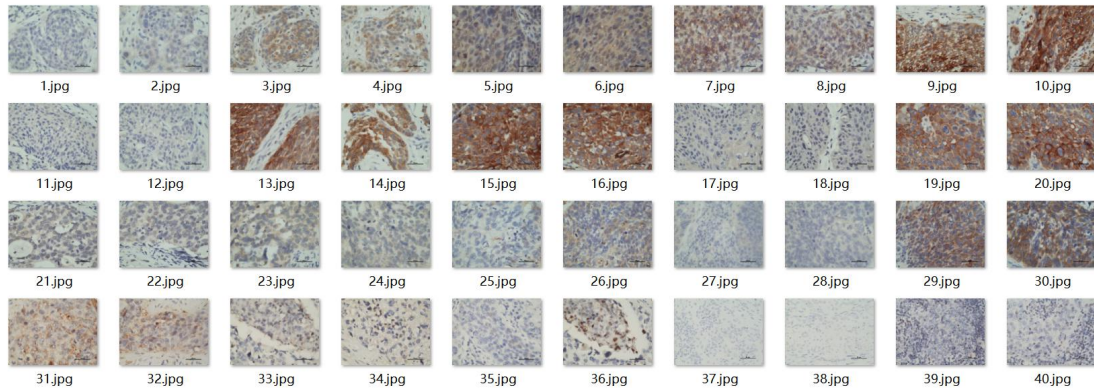 1.jpg 2.jpg 3.jpg 4.jpg 5.jpg 6.jpg 7.jpg 8.jpg 9.jpg 10.jpg
11.jpg 12.jpg 13.jpg 14.jpg 15.jpg 16.jpg 17.jpg 18.jpg 19.jpg 20.jpg
21.jpg 22.jpg 23.jpg 24.jpg 25.jpg 26.jpg 27.jpg 28.jpg 29.jpg 30.jpg
31.jpg 32.jpg 33.jpg 34.jpg 35.jpg 36.jpg 37.jpg 38.jpg 39.jpg 40.jpg